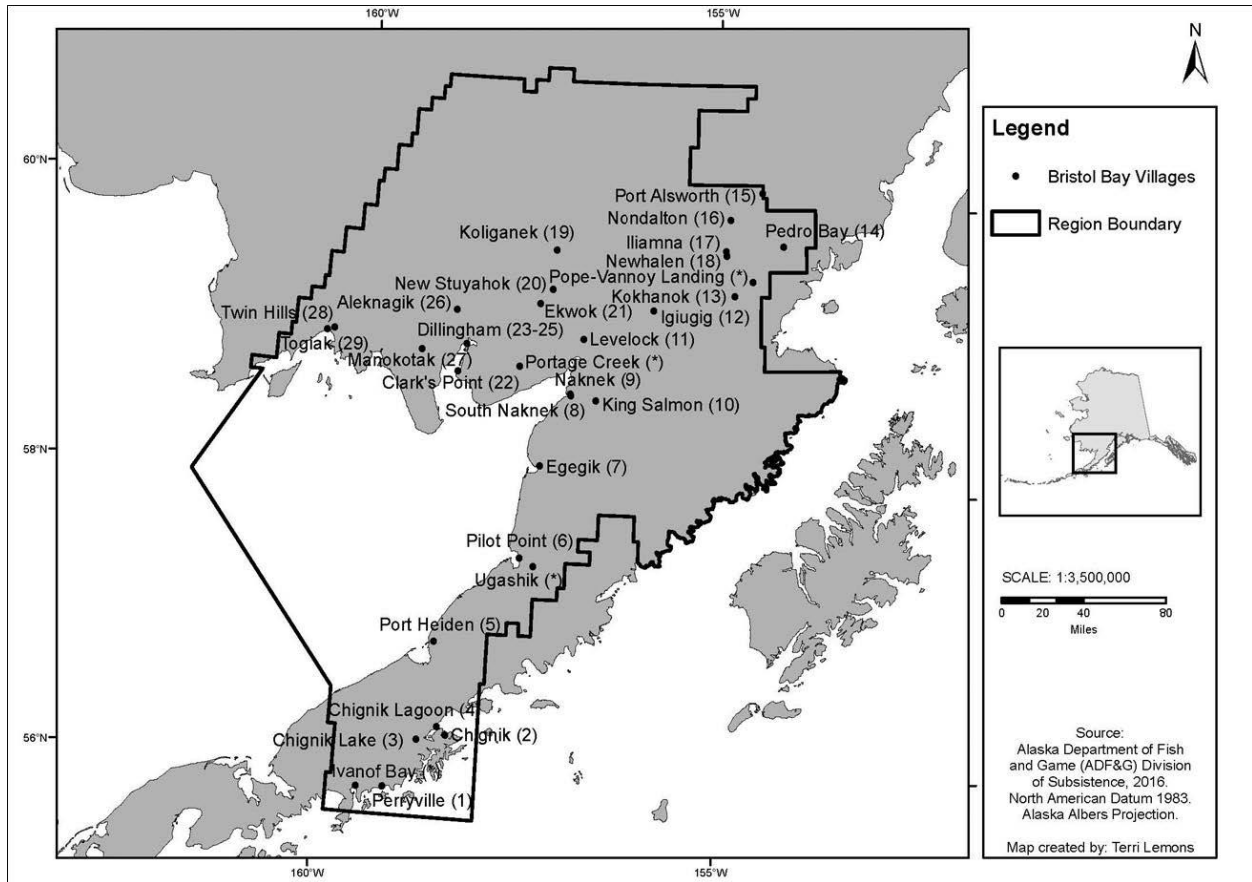 160°W
155°W
N
60°N
58°N
56°N
Port Alsworth (15)
Nondalton (16)
Pedro Bay (14)
Koliganek (19)
Iliamna (17)
Newhalen (18)
Pope-Vannoy Landing (*)
New Stuyahok (20)
Kokhanok (13)
Aleknagik (26)
Twin Hills (28)
Ekwok (21)
Igiugig (12)
Dillingham (23-25)
Levelock (11)
Togiak (29)
Manokotak (27)
Portage Creek (*)
Clark's Point (22)
Naknek (9)
South Naknek (8)
King Salmon (10)
Egegik (7)
Pilot Point (6)
Ugashik (*)
Port Heiden (5)
Chignik Lagoon (4)
Chignik (2)
Chignik Lake (3)
Ivanof Bay
Perryville (1)
160°W
155°W
Legend
Bristol Bay Villages
Region Boundary
SCALE: 1:3,500,000
0 20 40 80
Miles
Source:
Alaska Department of Fish
and Game (ADF&G) Division
of Subsistence, 2016.
North American Datum 1983.
Alaska Albers Projection.
Map created by: Terri Lemons